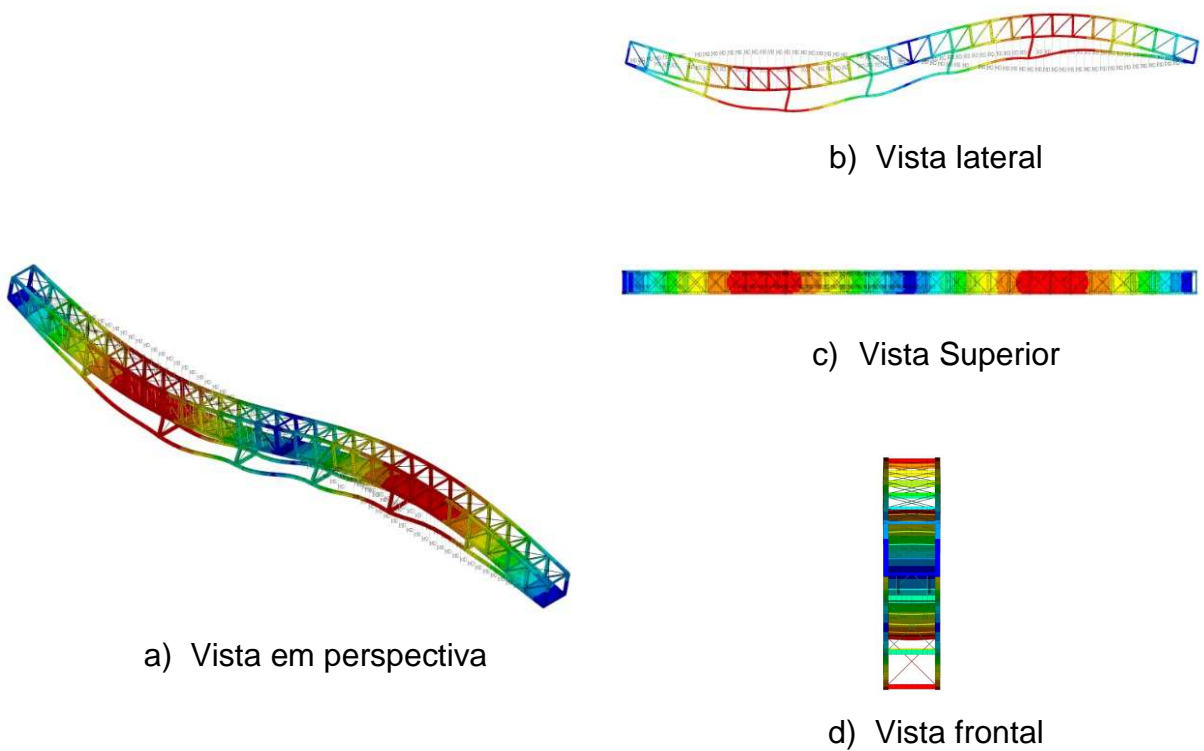 b) Vista lateral
c) Vista Superior
a) Vista em perspectiva
d) Vista frontal